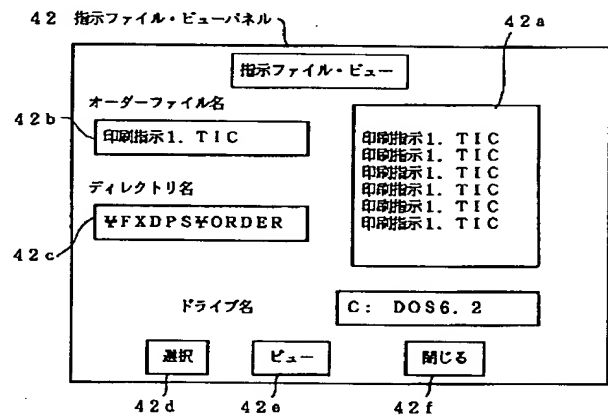 42 指示ファイル・ビューパネル
42a
指示ファイル・ビュー
オーダーファイル名
42b
印刷指示1. TIC
印刷指示1. TIC
印刷指示1. TIC
印刷指示1. TIC
印刷指示1. TIC
印刷指示1. TIC
印刷指示1. TIC
ディレクトリ名
¥FXDPS¥ORDER
42c
ドライブ名
C: DOS6. 2
選択
ビュー
閉じる
42d
42e
42f